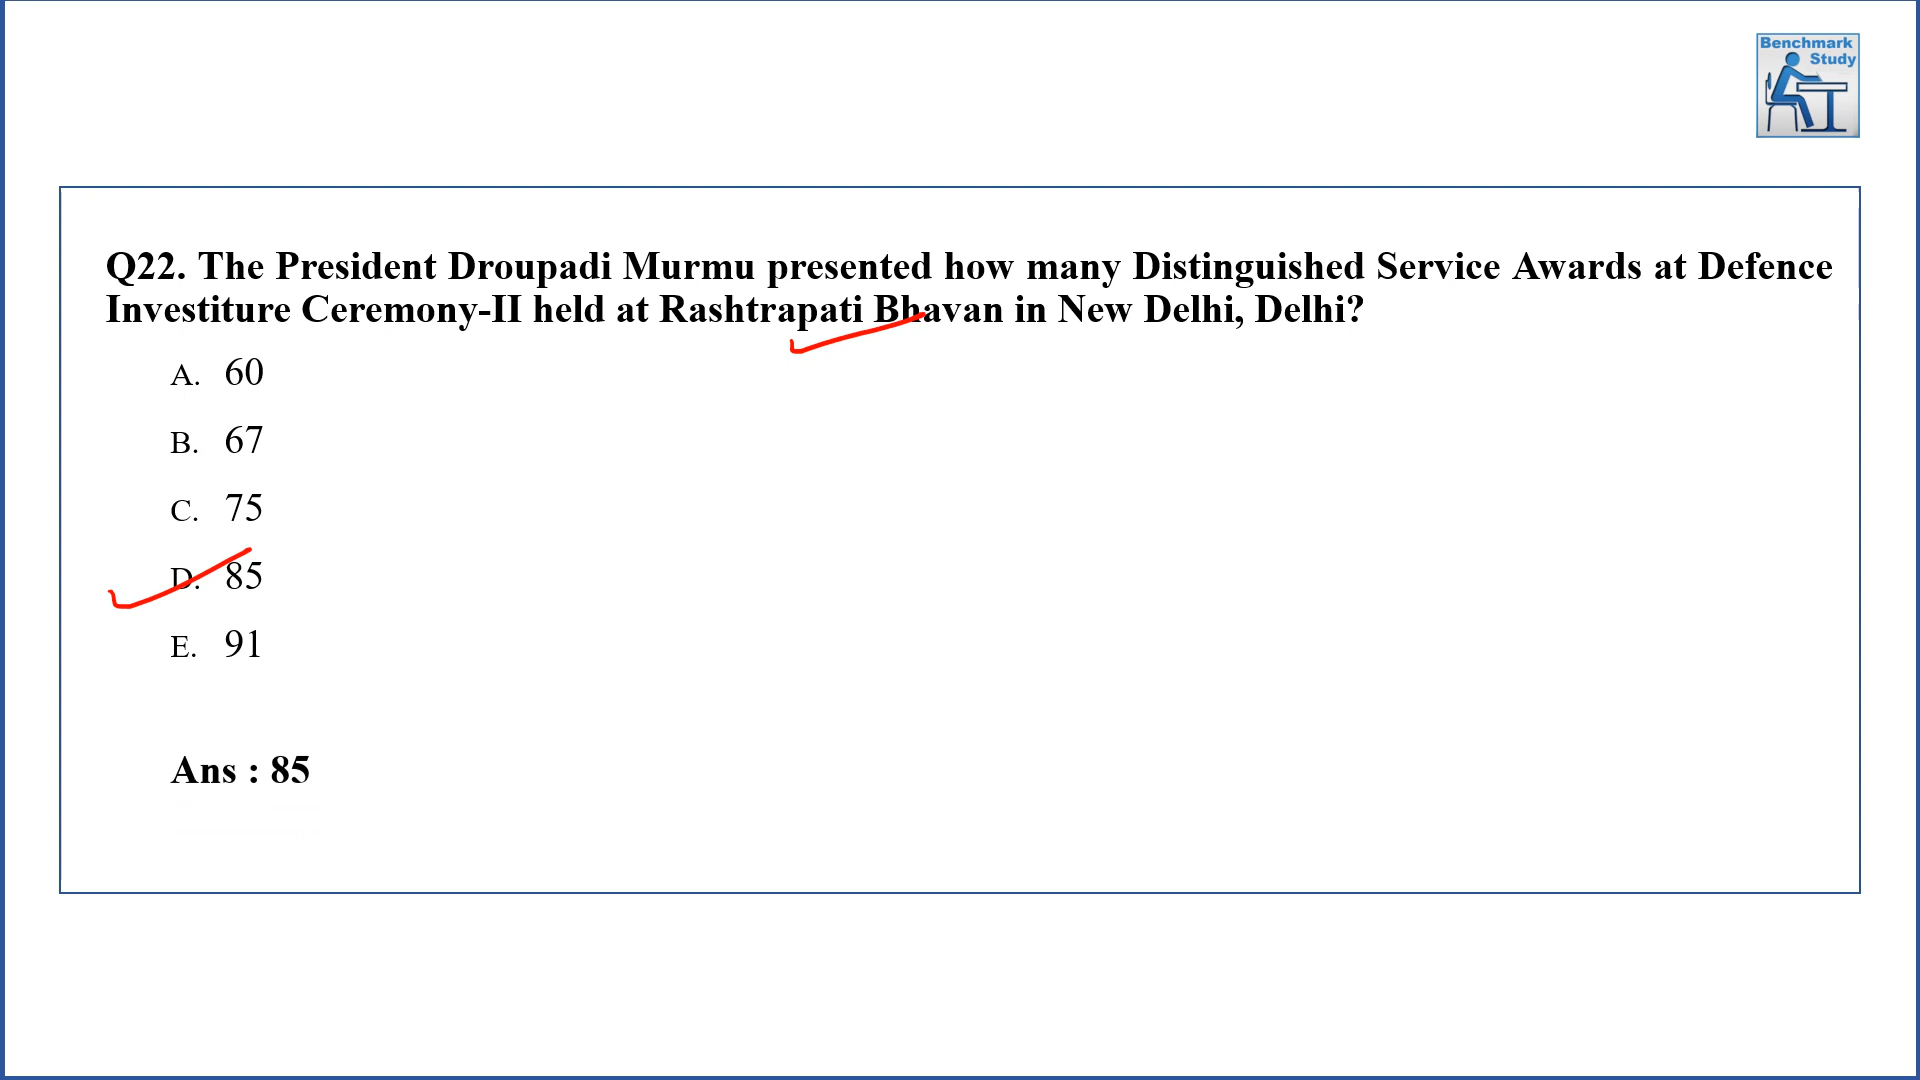 Benchmark
Study
Q22. The President Droupadi Murmu presented how many Distinguished Service Awards at Defence
Investiture Ceremony-II held at Rashtrapati Bhavan in New Delhi, Delhi?
A. 60
B. 67
C. 75
D. 85
E. 91
Ans : 85